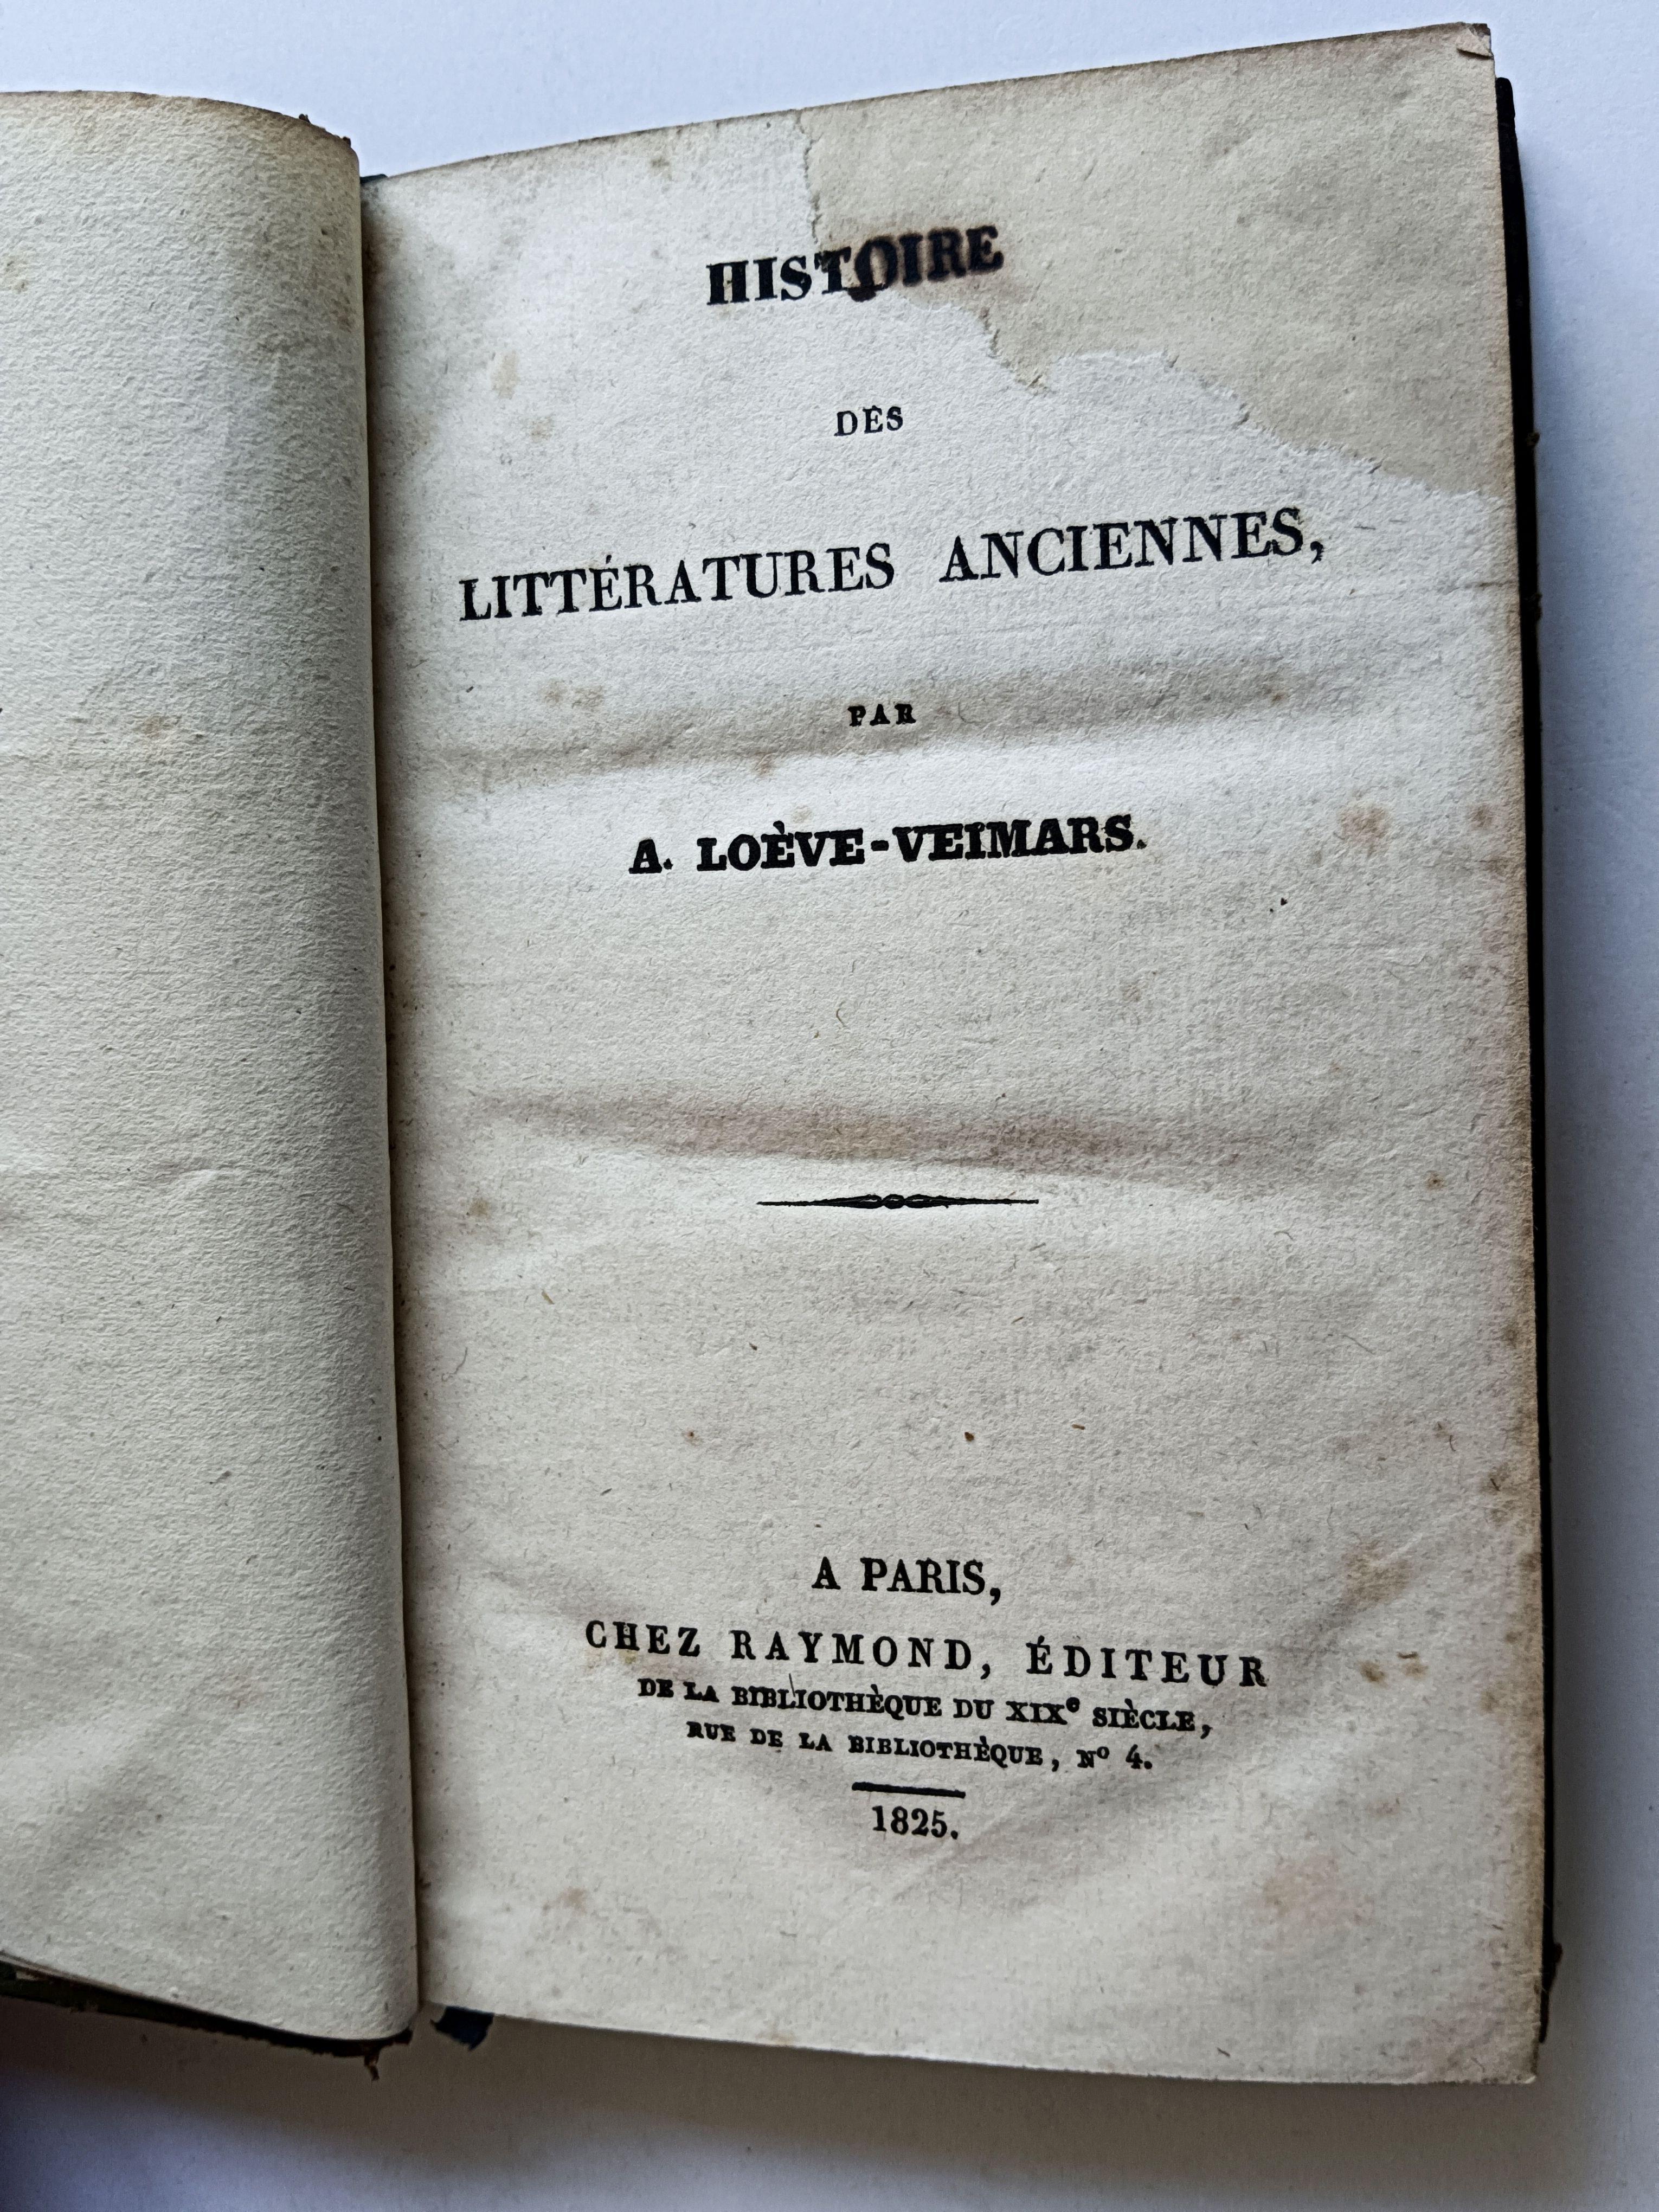 HISTOIRE
DES
LITTÉRATURES ANCIENNES,
PAR
A. LOÈVE-VEIMARS.
A PARIS,
CHEZ RAYMOND, ÉDITEUR
DE LA BIBLIOTHÈQUE DU XIXe SIÈCLE,
RUE DE LA BIBLIOTHÈQUE, No 4.
1825.